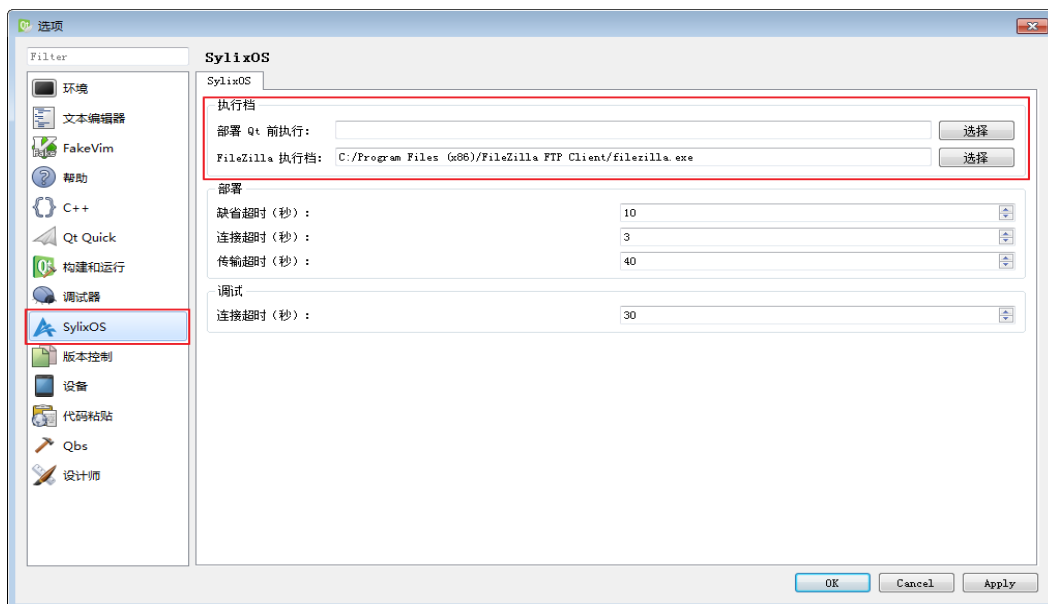 选项
Filter
环境
文本编辑器
FakeVim
帮助
C++
Qt Quick
构建和运行
调试器
SylixOS
版本控制
设备
代码粘贴
Qbs
设计师
SylixOS
SylixOS
执行档
部署 Qt 前执行:
选择
FileZilla 执行档: C:/Program Files (x86)/FileZilla FTP Client/filezilla.exe
选择
部署
缺省超时(秒): 10
连接超时(秒): 3
传输超时(秒): 40
调试
连接超时(秒): 30
OK Cancel Apply